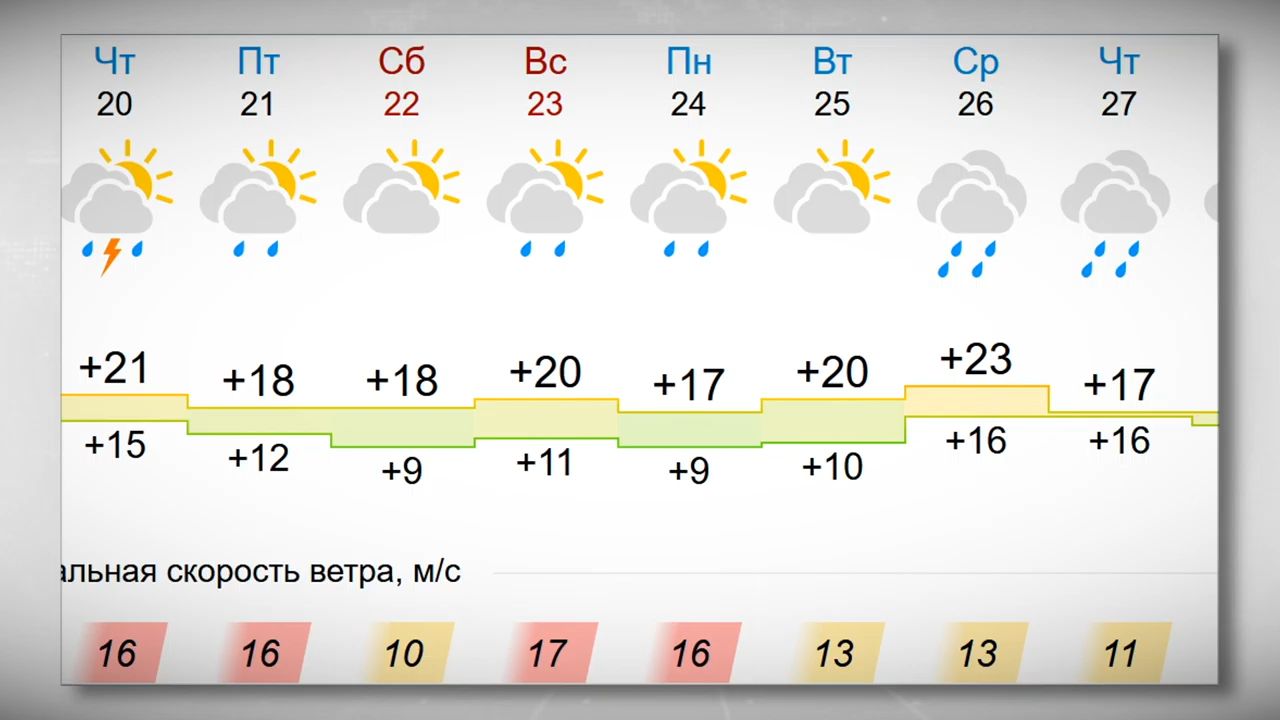 Чт Пт Сб Вс Пн Вт Ср Чт
20 21 22 23 24 25 26 27
+21 +18 +18 +20 +17 +20 +23 +17
+15 +12 +9 +11 +9 +10 +16 +16
альная скорость ветра, м/с
16 16 10 17 16 13 13 11